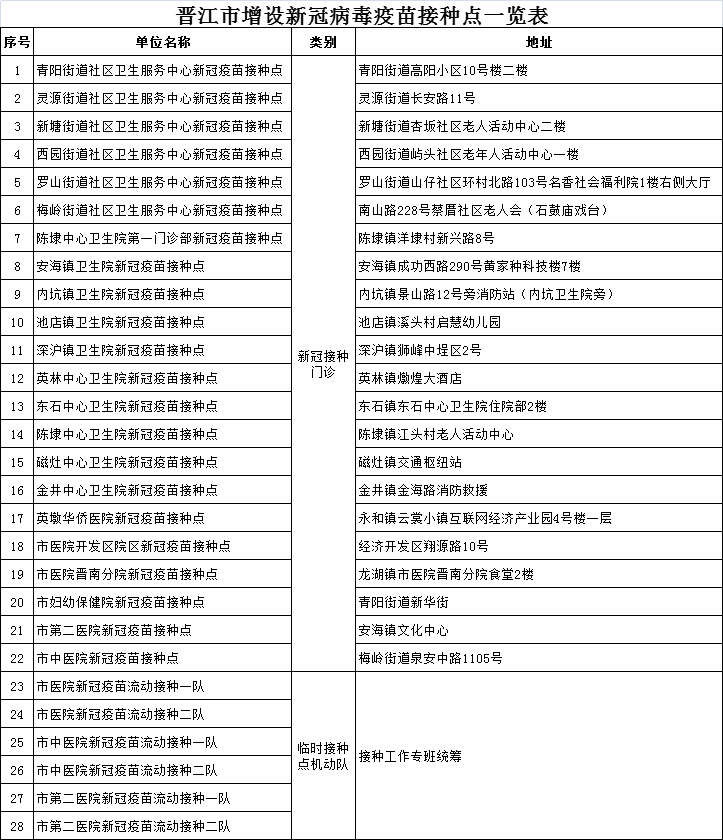 晋江市增设新冠病毒疫苗接种点一览表
序号 单位名称 类别 地址
1 青阳街道社区卫生服务中心新冠疫苗接种点 青阳街道高阳小区10号楼二楼
2 灵源街道社区卫生服务中心新冠疫苗接种点 灵源街道长安路11号
3 新塘街道社区卫生服务中心新冠疫苗接种点 新塘街道杏坂社区老人活动中心二楼
4 西园街道社区卫生服务中心新冠疫苗接种点 西园街道屿头社区老年人活动中心一楼
5 罗山街道社区卫生服务中心新冠疫苗接种点 罗山街道山仔社区环村北路103号名香社会福利院1楼右侧大厅
6 梅岭街道社区卫生服务中心新冠疫苗接种点 南山路228号蔡厝社区老人会（石鼓庙戏台）
7 陈埭中心卫生院第一门诊部新冠疫苗接种点 陈埭镇洋埭村新兴路8号
8 安海镇卫生院新冠疫苗接种点 安海镇成功西路290号黄家种科技楼7楼
9 内坑镇卫生院新冠疫苗接种点 内坑镇景山路12号旁消防站（内坑卫生院旁）
10 池店镇卫生院新冠疫苗接种点 池店镇溪头村启慧幼儿园
11 深沪镇卫生院新冠疫苗接种点 深沪镇狮峰中埕区2号
新冠接种
门诊
12 英林中心卫生院新冠疫苗接种点 英林镇燉煌大酒店
13 东石中心卫生院新冠疫苗接种点 东石镇东石中心卫生院住院部2楼
14 陈埭中心卫生院新冠疫苗接种点 陈埭镇江头村老人活动中心
15 磁灶中心卫生院新冠疫苗接种点 磁灶镇交通枢纽站
16 金井中心卫生院新冠疫苗接种点 金井镇金海路消防救援
17 英墩华侨医院新冠疫苗接种点 永和镇云裳小镇互联网经济产业园4号楼一层
18 市医院开发区院区新冠疫苗接种点 经济开发区翔源路10号
19 市医院晋南分院新冠疫苗接种点 龙湖镇市医院晋南分院食堂2楼
20 市妇幼保健院新冠疫苗接种点 青阳街道新华街
21 市第二医院新冠疫苗接种点 安海镇文化中心
22 市中医院新冠疫苗接种点 梅岭街道泉安中路1105号
23 市医院新冠疫苗流动接种一队
24 市医院新冠疫苗流动接种二队
25 市中医院新冠疫苗流动接种一队
临时接种
点机动队
接种工作专班统筹
26 市中医院新冠疫苗流动接种二队
27 市第二医院新冠疫苗流动接种一队
28 市第二医院新冠疫苗流动接种二队